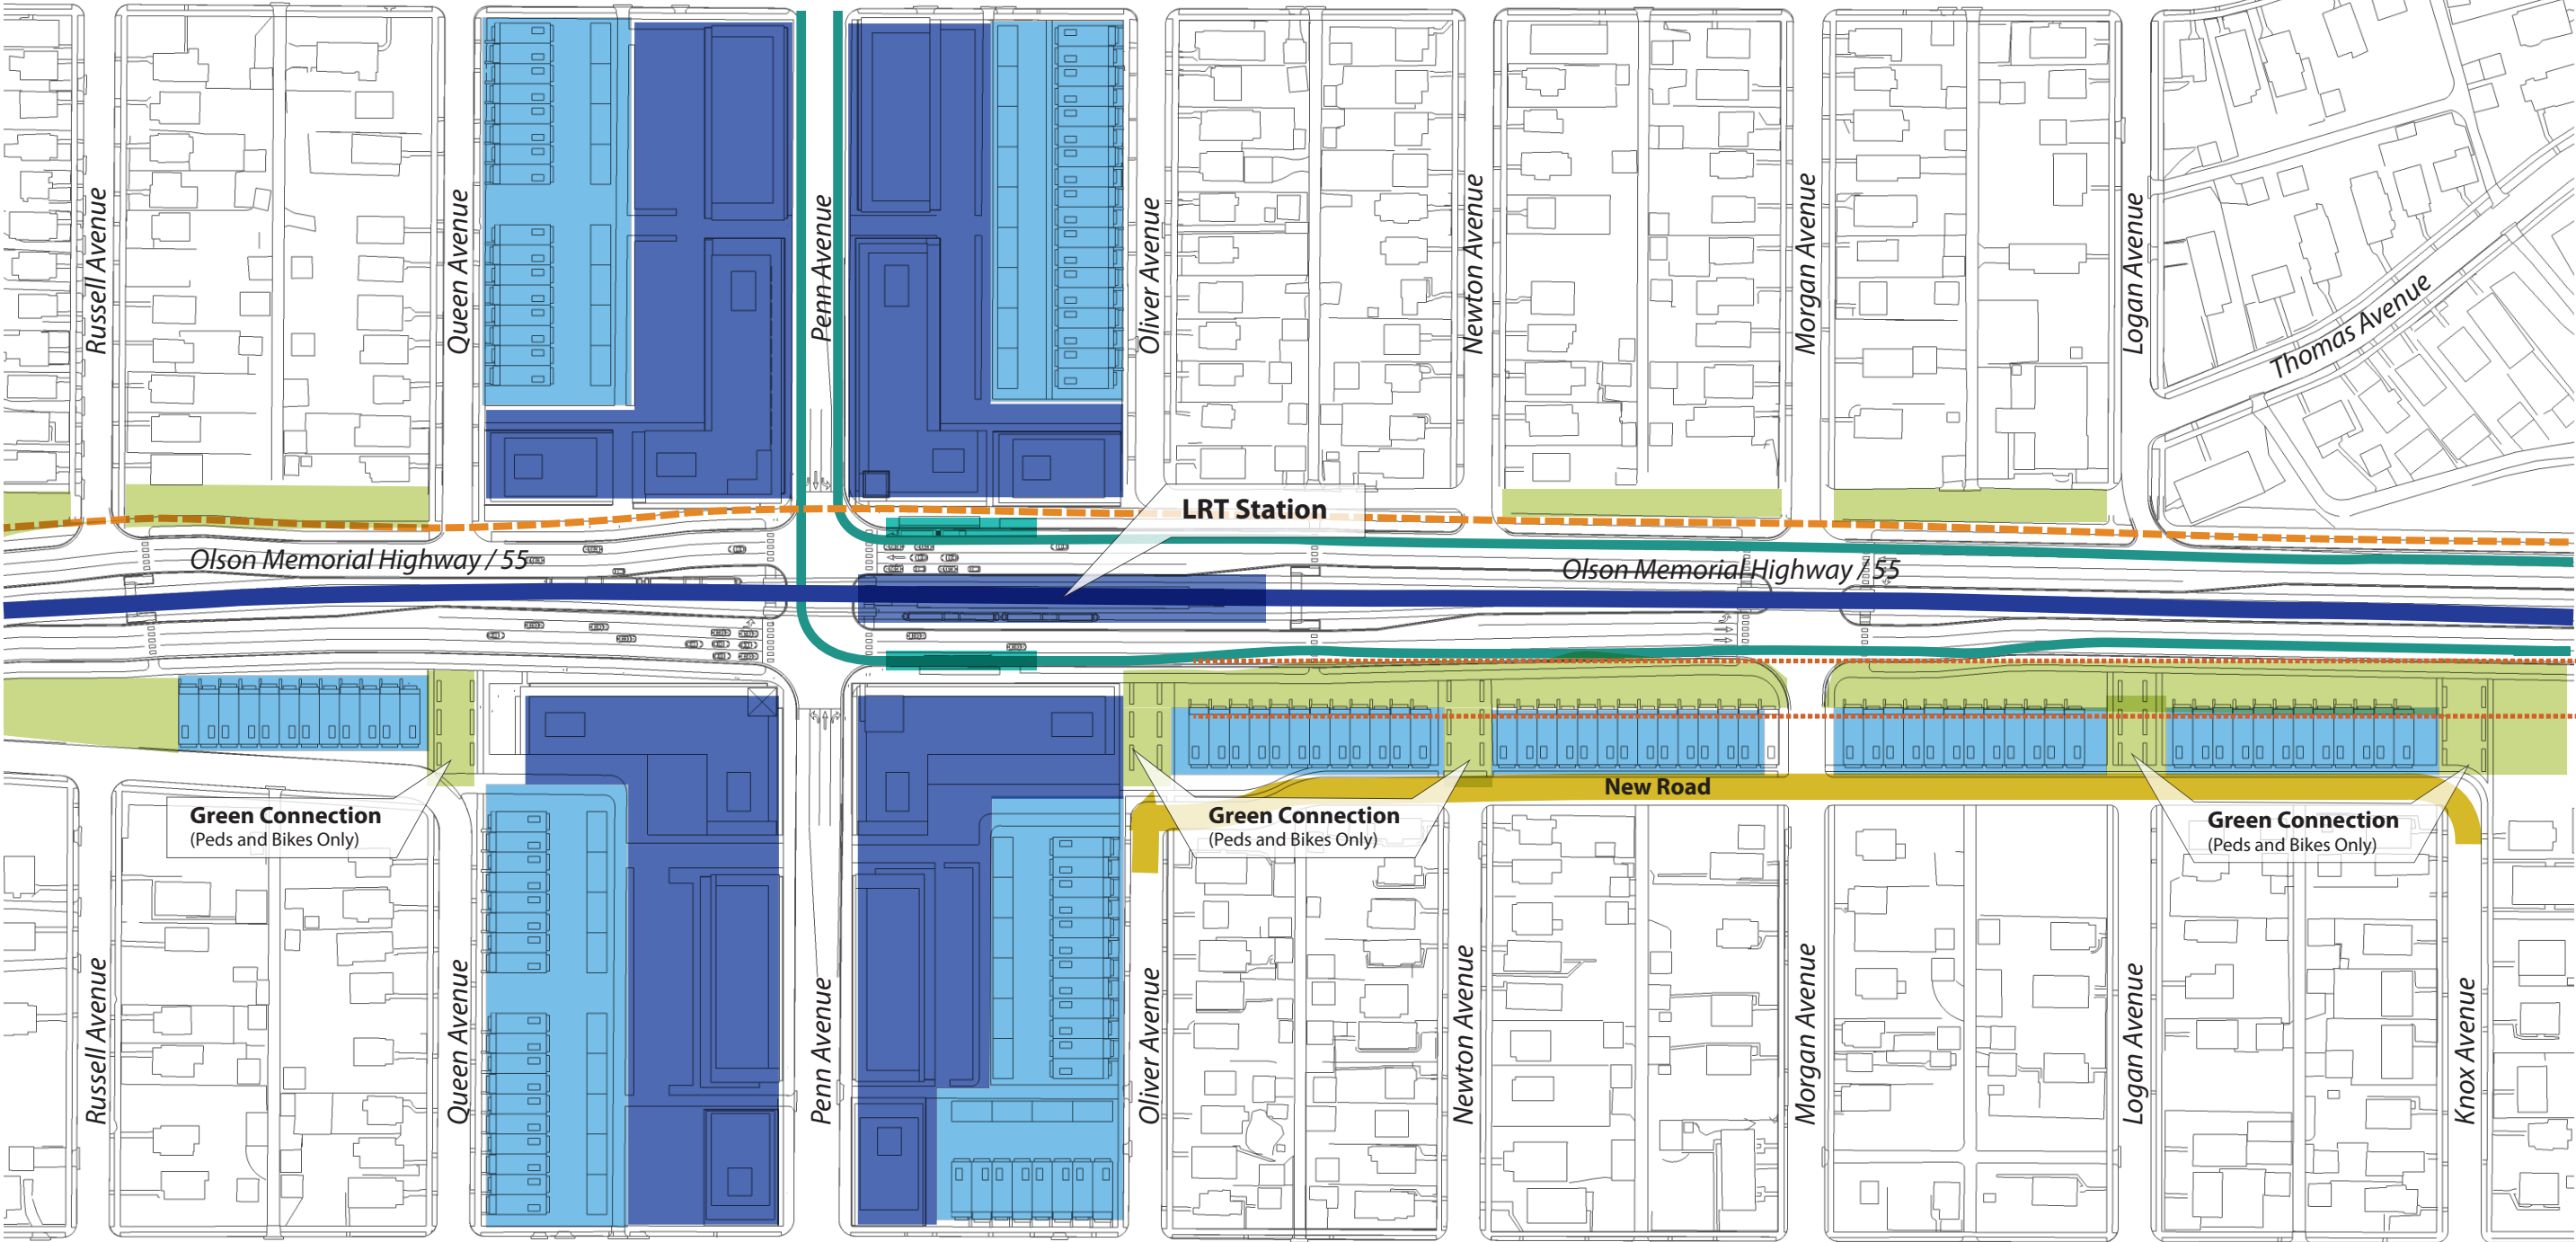 Russell Avenue
Queen Avenue
Penn Avenue
Oliver Avenue
Newton Avenue
Morgan Avenue
Logan Avenue
Thomas Avenue
LRT Station
Olson Memorial Highway / 55
Olson Memorial Highway / 55
New Road
Green Connection
(Peds and Bikes Only)
Green Connection
(Peds and Bikes Only)
Green Connection
(Peds and Bikes Only)
Russell Avenue
Queen Avenue
Penn Avenue
Oliver Avenue
Newton Avenue
Morgan Avenue
Logan Avenue
Knox Avenue